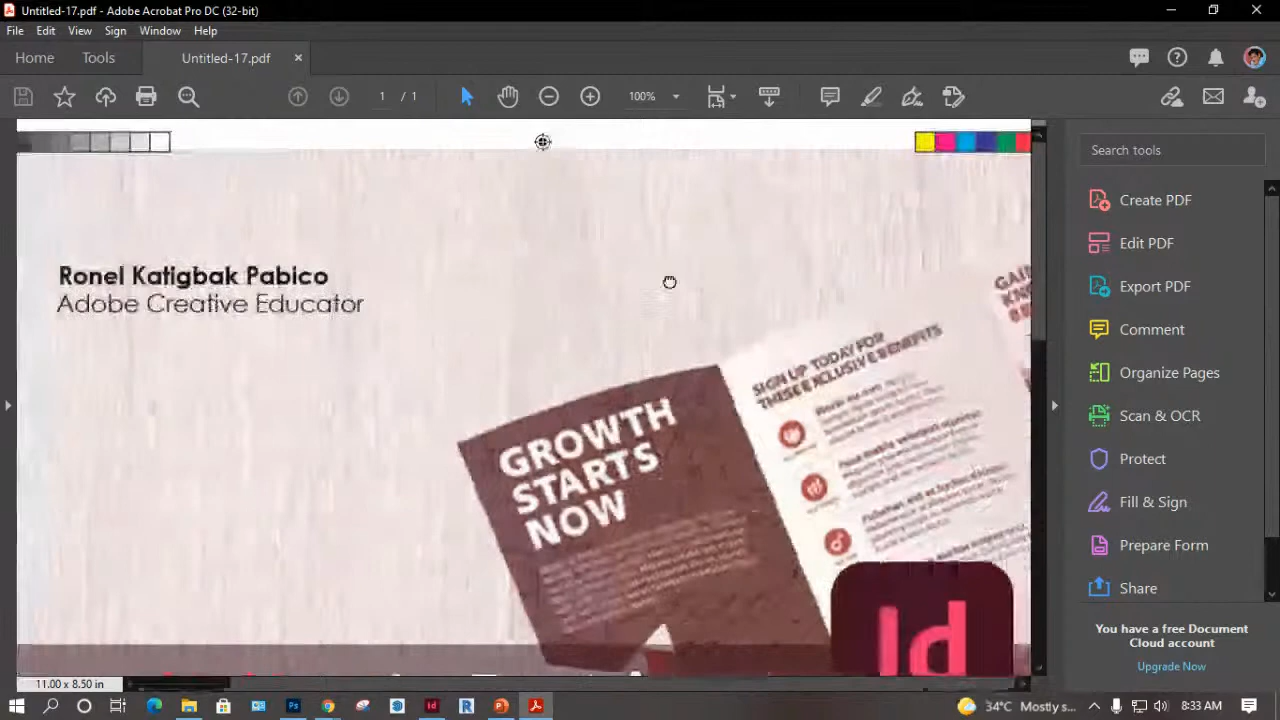 Untitled-17.pdf - Adobe Acrobat Pro DC (32-bit)
File Edit View Sign Window Help
Home Tools Untitled-17.pdf ×
1 / 1 100%
Search tools
Create PDF
Edit PDF
Export PDF
Comment
Organize Pages
Scan & OCR
Protect
Fill & Sign
Prepare Form
Share
You have a free Document
Cloud account
Upgrade Now
Ronel Katigbak Pabico
Adobe Creative Educator
GROWTH
STARTS
NOW
SIGN UP TODAY FOR
THESE EXCLUSIVE BENEFITS
Id
11.00 x 8.50 in
34°C Mostly s... 8:33 AM